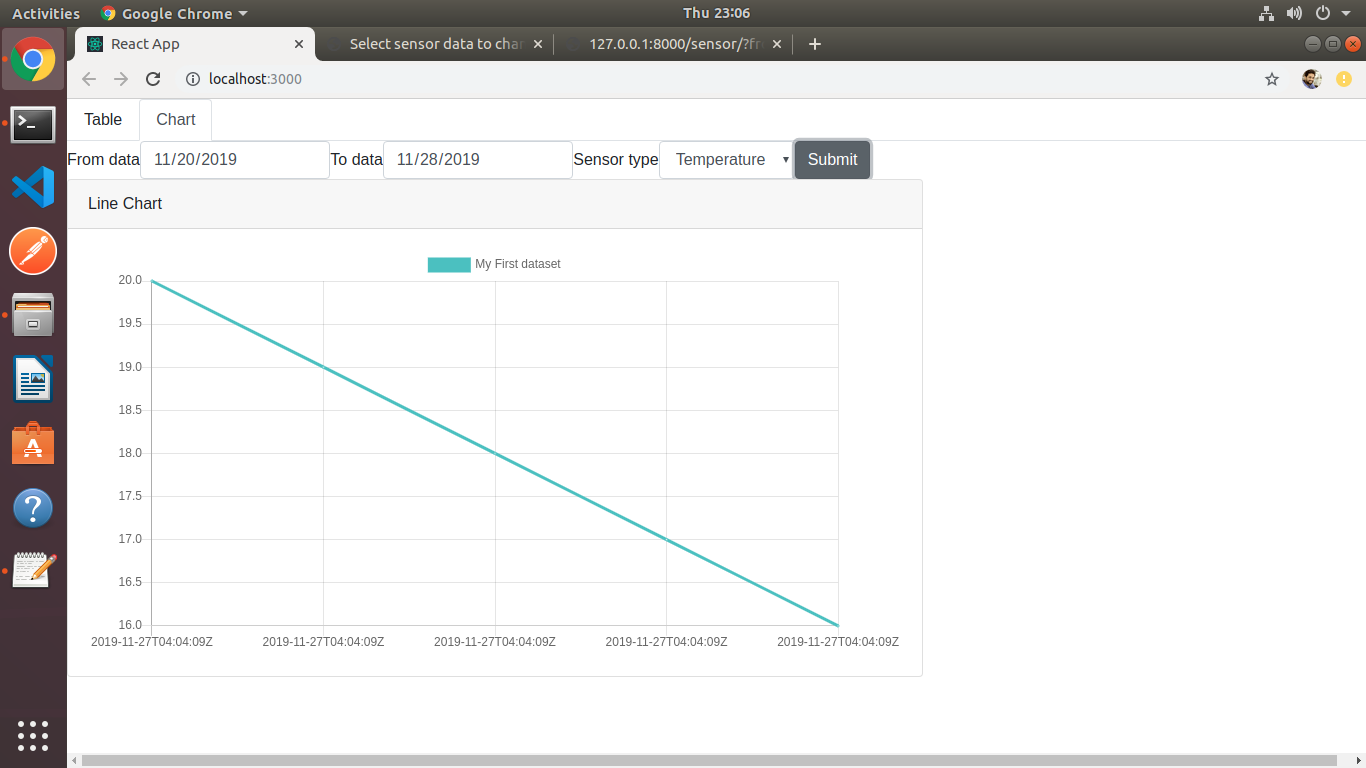 Activities Google Chrome Thu 23:06
React App Select sensor data to cha 127.0.0.1:8000/sensor/?fr
localhost:3000
Table Chart
From data 11/20/2019 To data 11/28/2019 Sensor type Temperature Submit
Line Chart
My First dataset
20.0
19.5
19.0
18.5
18.0
17.5
17.0
16.5
16.0
2019-11-27T04:04:09Z 2019-11-27T04:04:09Z 2019-11-27T04:04:09Z 2019-11-27T04:04:09Z 2019-11-27T04:04:09Z